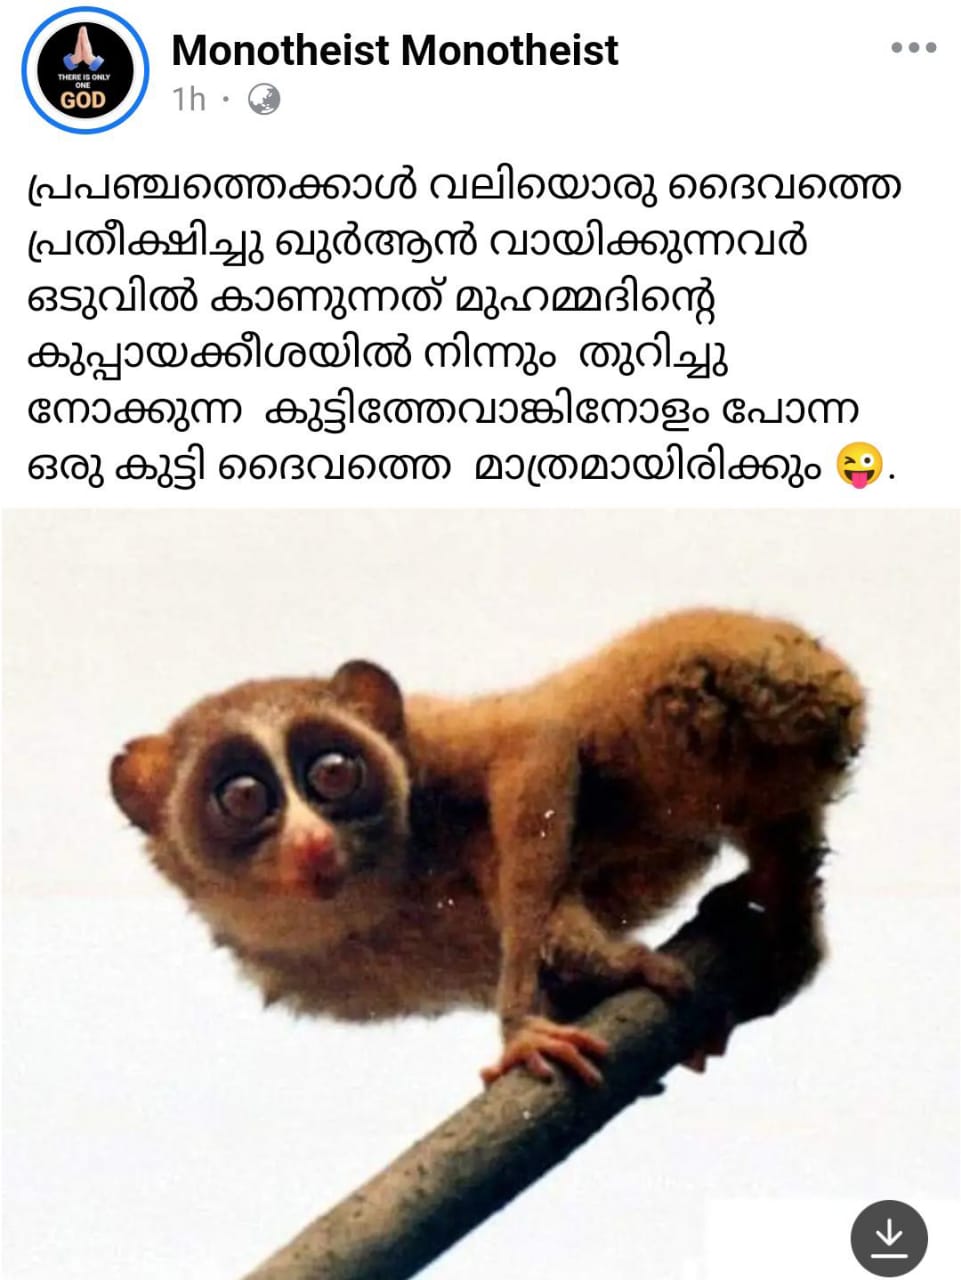 THERE IS ONLY
ONE
GOD
Monotheist Monotheist
1h ·
പ്രപഞ്ചത്തെക്കാൾ വലിയൊരു ദൈവത്തെ
പ്രതീക്ഷിച്ചു ഖുർആൻ വായിക്കുന്നവർ
ഒടുവിൽ കാണുന്നത് മുഹമ്മദിന്റെ
കുപ്പായക്കീശയിൽ നിന്നും തുറിച്ചു
നോക്കുന്ന കുട്ടിത്തേവാങ്കിനോളം പോന്ന
ഒരു കുട്ടി ദൈവത്തെ മാത്രമായിരിക്കും 😜.